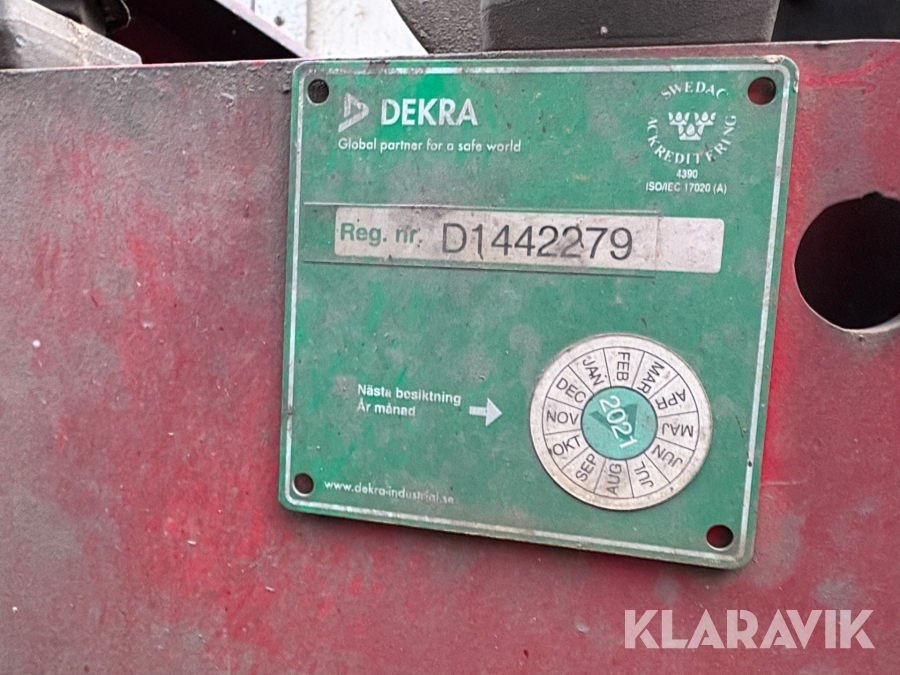 DEKRA
Global partner for a safe world
SWEDAC
ACKREDITERING
4390
ISO/IEC 17020 (A)
Reg. nr. D1442279
Nästa besiktning
År månad
JAN FEB MAR APR MAJ JUN JUL AUG SEP OKT NOV DEC
2021
www.dekra-industrial.se
KLARAVIK